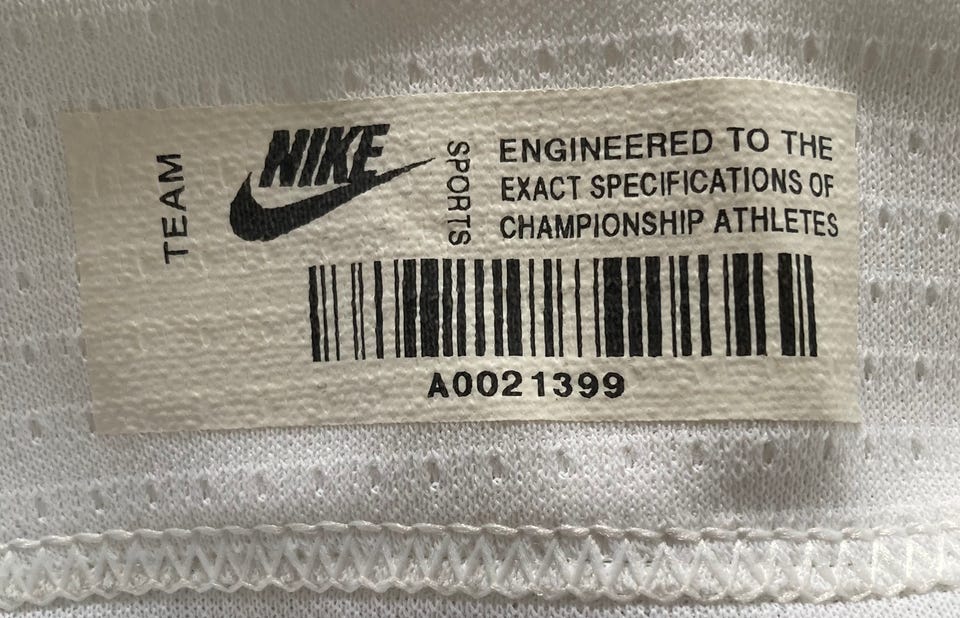 TEAM
NIKE
SPORTS
ENGINEERED TO THE
EXACT SPECIFICATIONS OF
CHAMPIONSHIP ATHLETES
A0021399